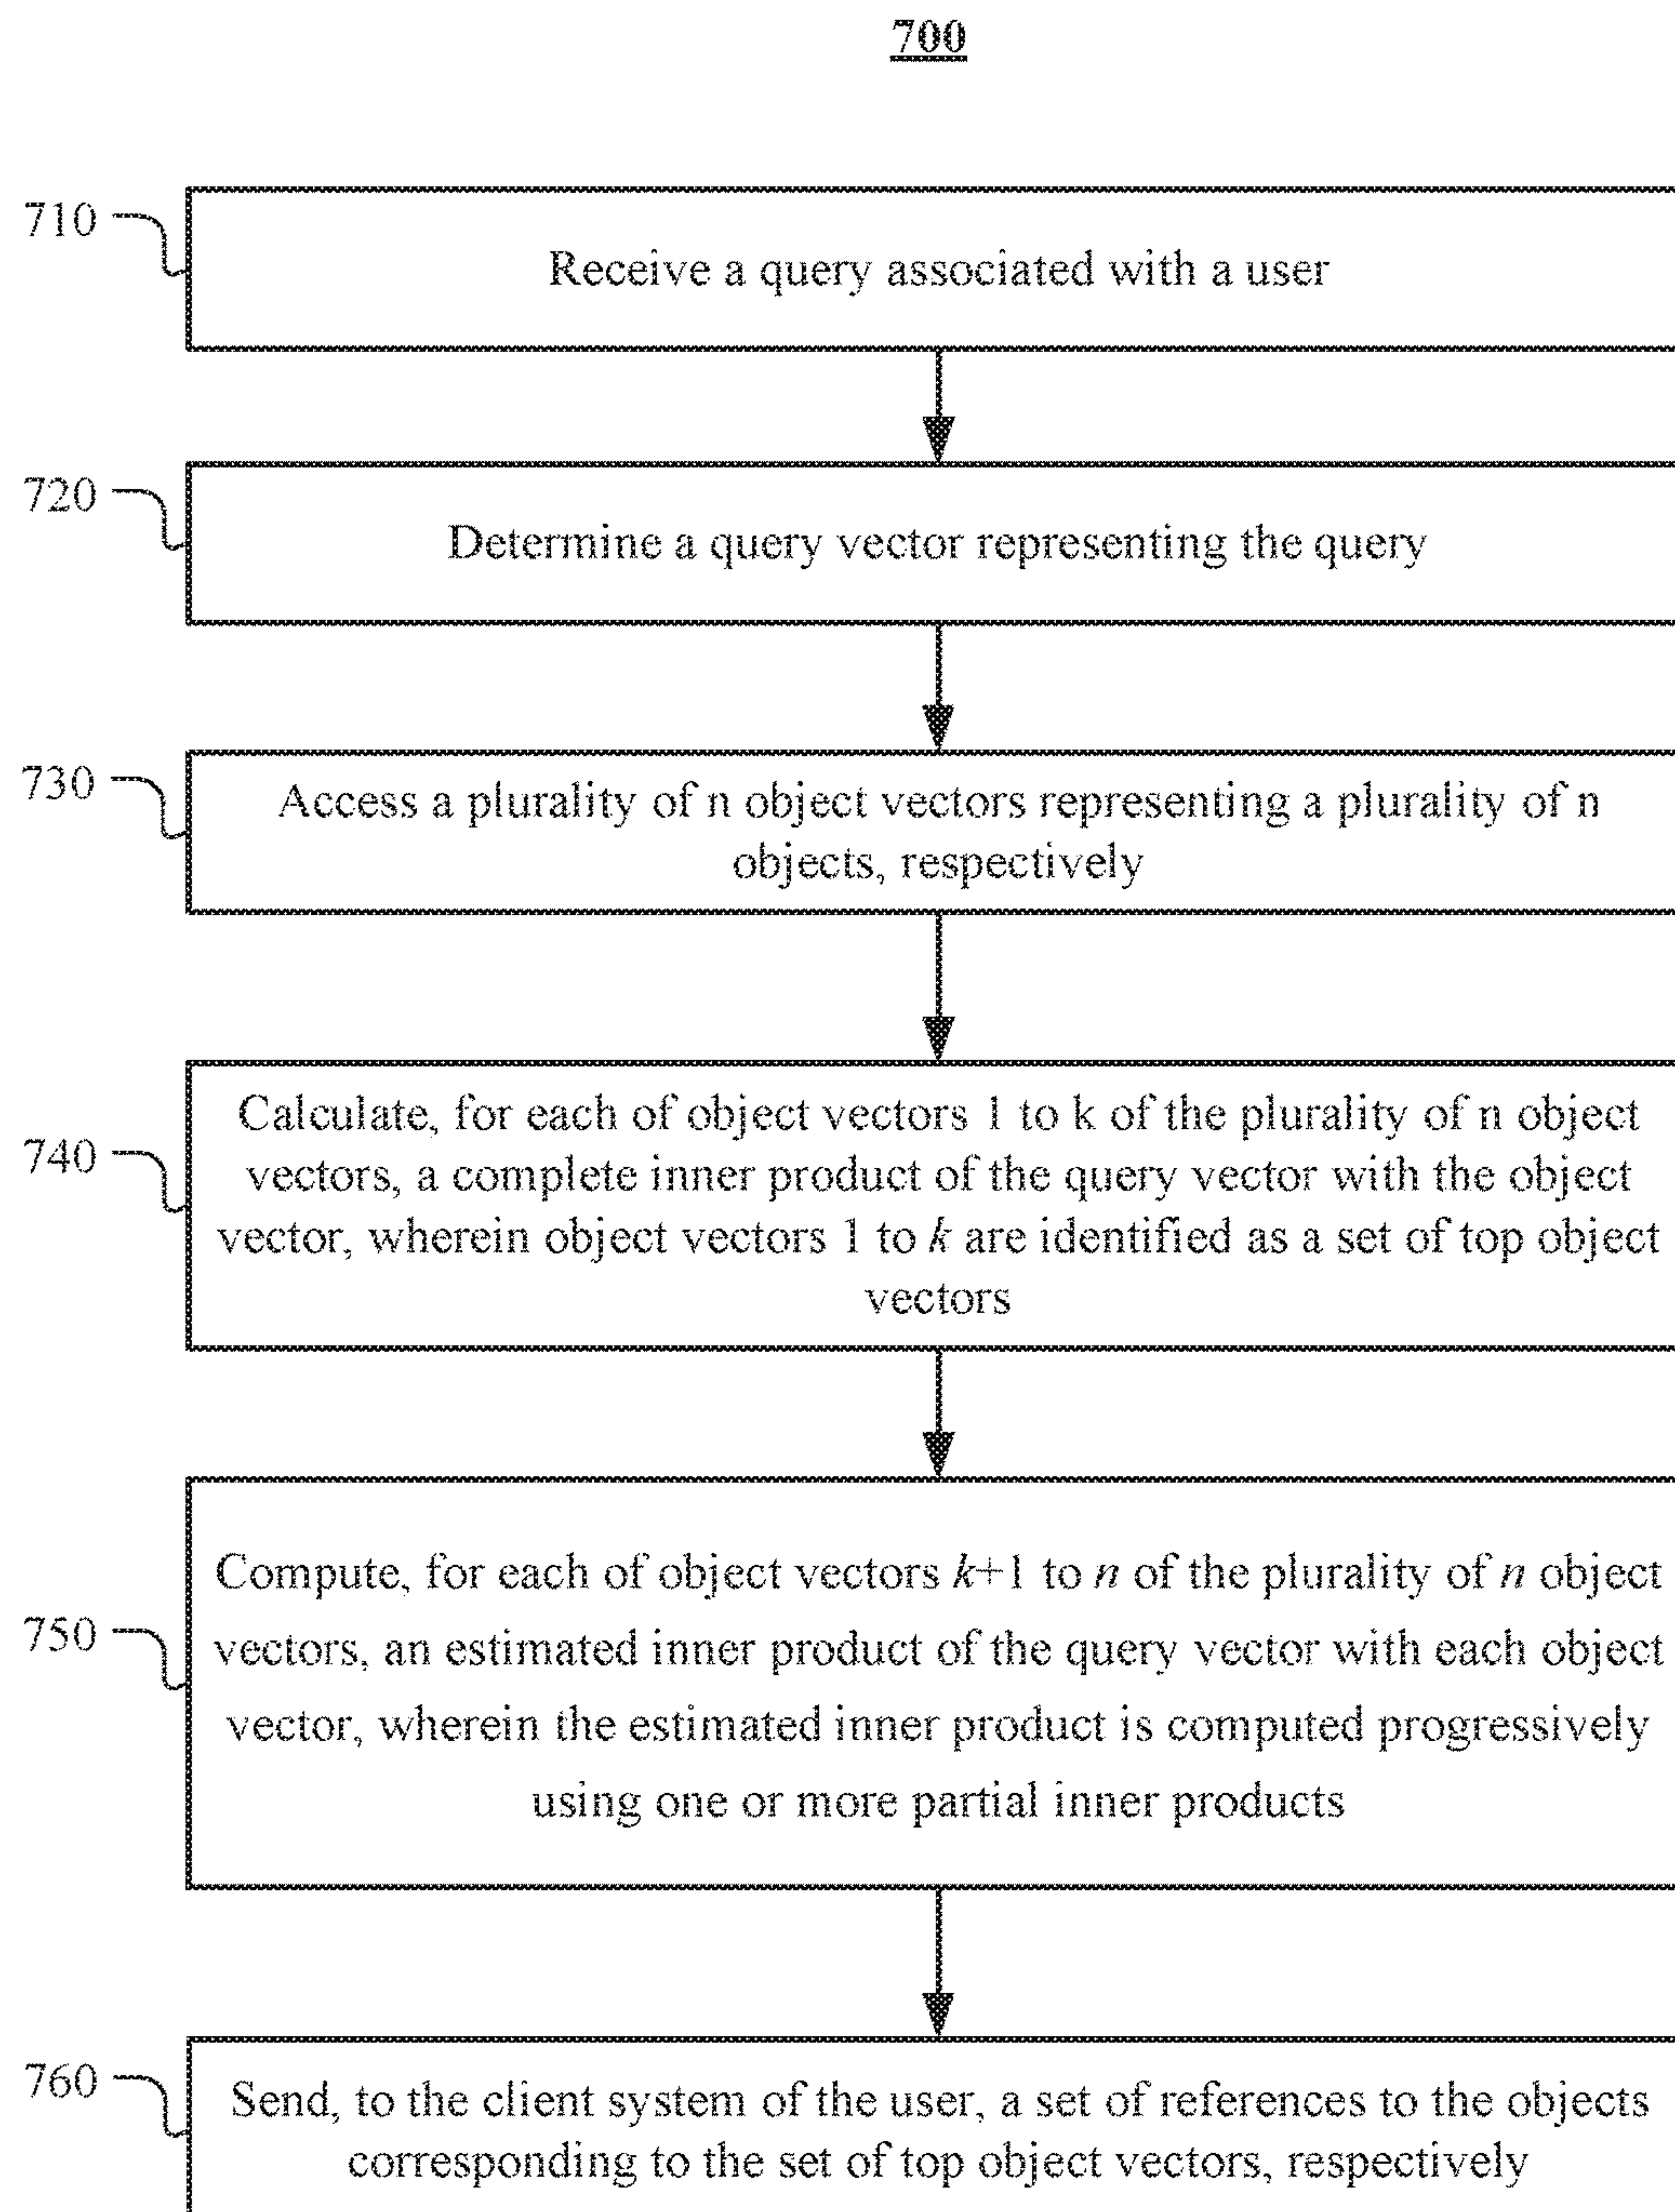 700
710
Receive a query associated with a user
720
Determine a query vector representing the query
730
Access a plurality of n object vectors representing a plurality of n
objects, respectively
740
Calculate, for each of object vectors 1 to k of the plurality of n object
vectors, a complete inner product of the query vector with the object
vector, wherein object vectors 1 to k are identified as a set of top object
vectors
750
Compute, for each of object vectors k+1 to n of the plurality of n object
vectors, an estimated inner product of the query vector with each object
vector, wherein the estimated inner product is computed progressively
using one or more partial inner products
760
Send, to the client system of the user, a set of references to the objects
corresponding to the set of top object vectors, respectively